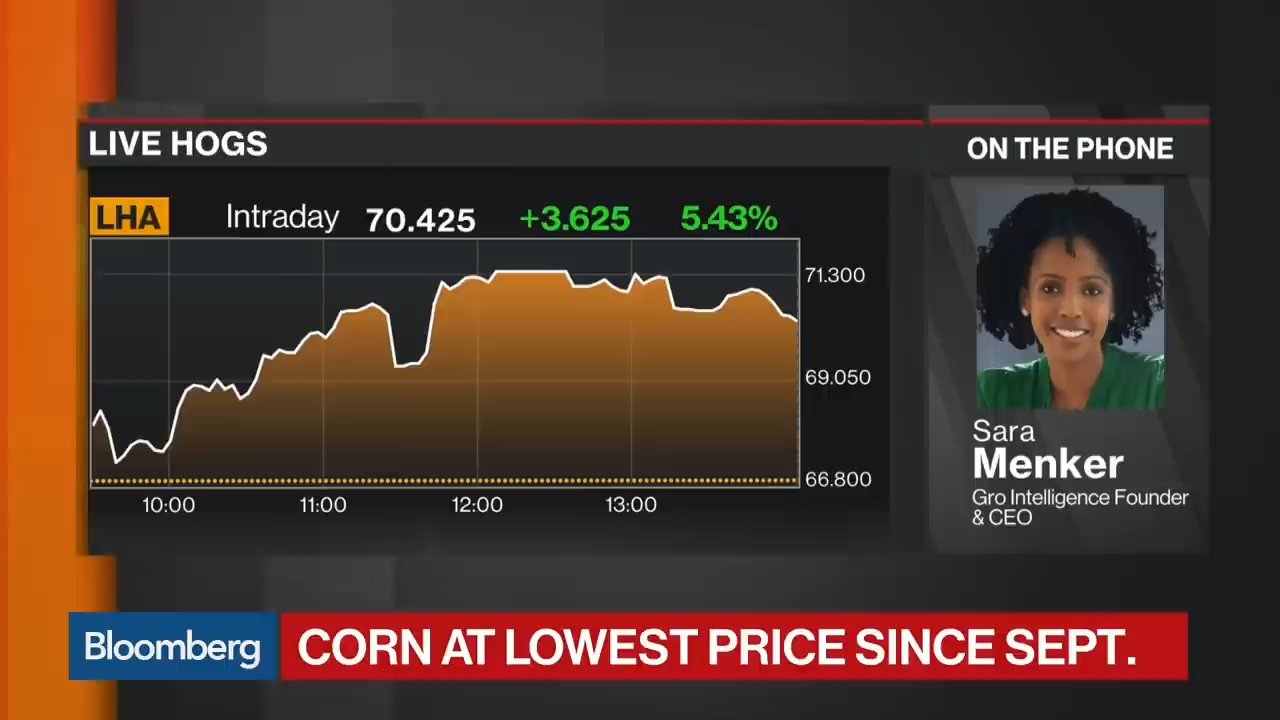 LIVE HOGS
LHA Intraday 70.425 +3.625 5.43%
71.300
69.050
66.800
10:00 11:00 12:00 13:00
ON THE PHONE
Sara
Menker
Gro Intelligence Founder
& CEO
Bloomberg
CORN AT LOWEST PRICE SINCE SEPT.